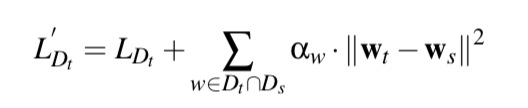 L'_{D_t} = L_{D_t} + \sum_{w \in D_t \cap D_s} \alpha_w \cdot \|\mathbf{w}_t - \mathbf{w}_s\|^2